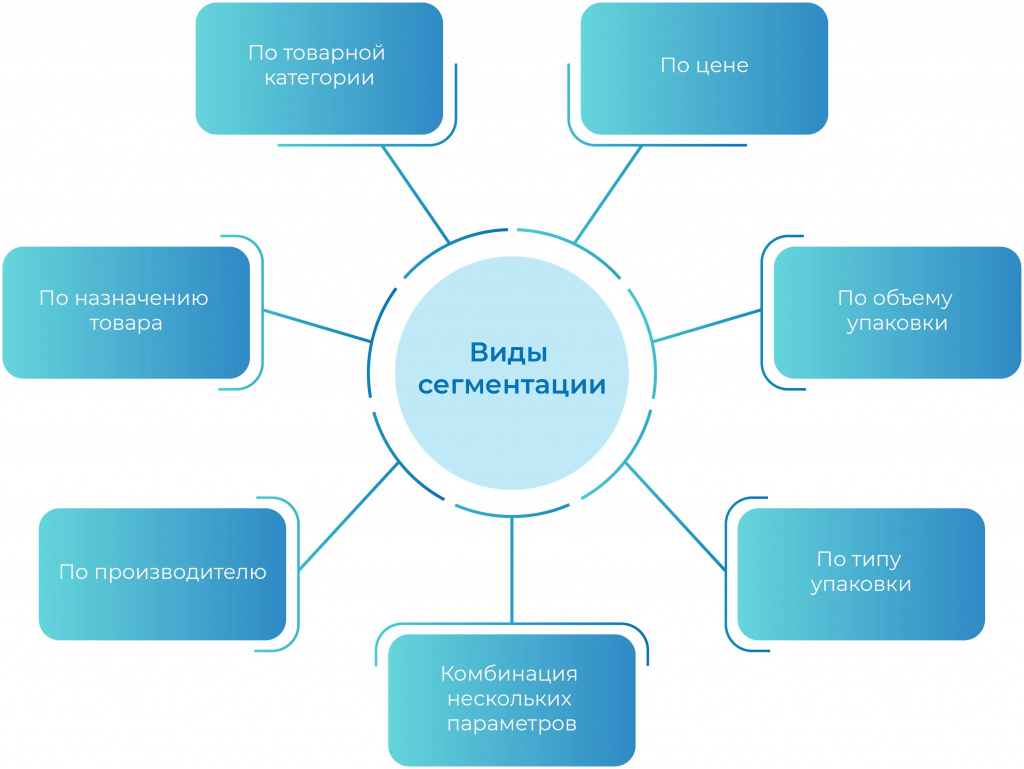 По товарной
категории
По цене
По назначению
товара
По объему
упаковки
Виды
сегментации
По производителю
По типу
упаковки
Комбинация
нескольких
параметров